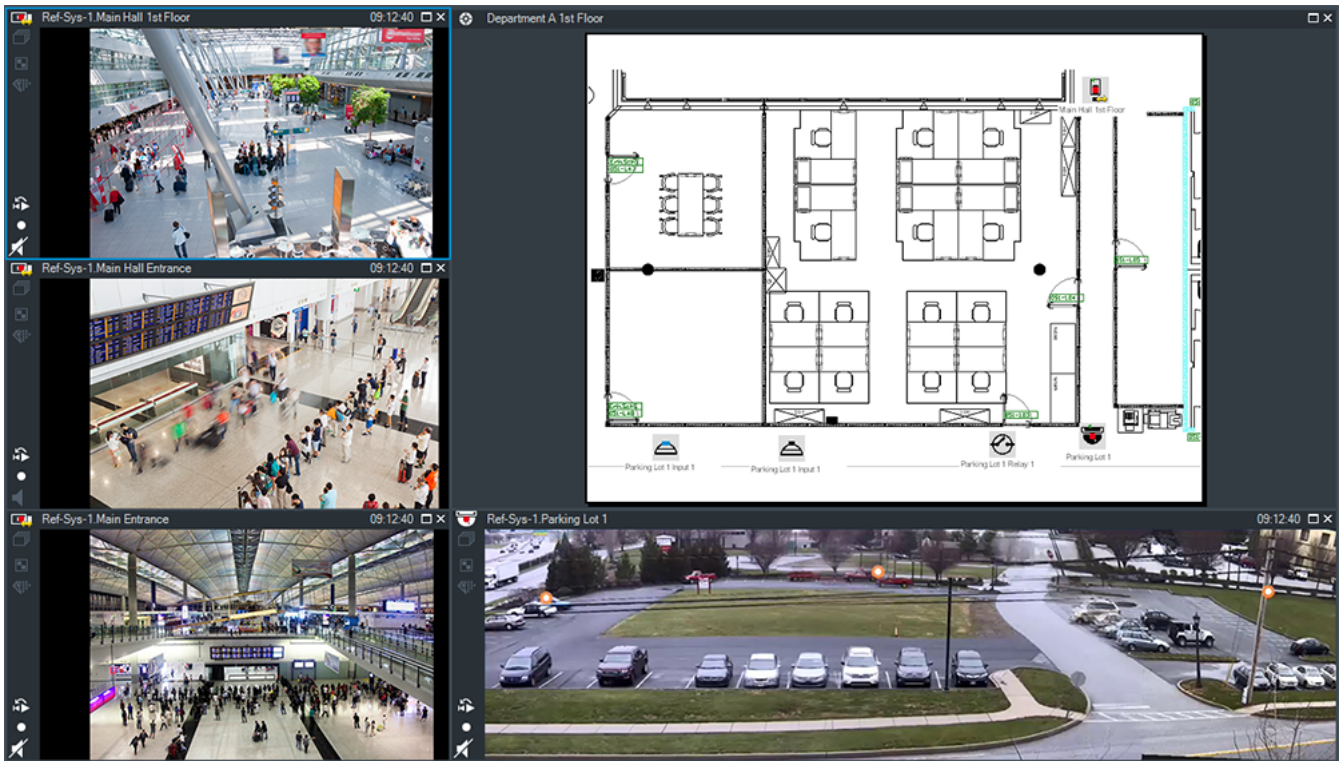 Ref-Sys-1.Main Hall 1st Floor 09:12:40
Department A 1st Floor
Main Hall 1st Floor
Parking Lot 1 Input 1
Parking Lot 1 Input 1
Parking Lot 1 Relay 1
Parking Lot 1
Ref-Sys-1.Main Hall Entrance 09:12:40
Ref-Sys-1.Main Entrance 09:12:40
Ref-Sys-1.Parking Lot 1 09:12:40